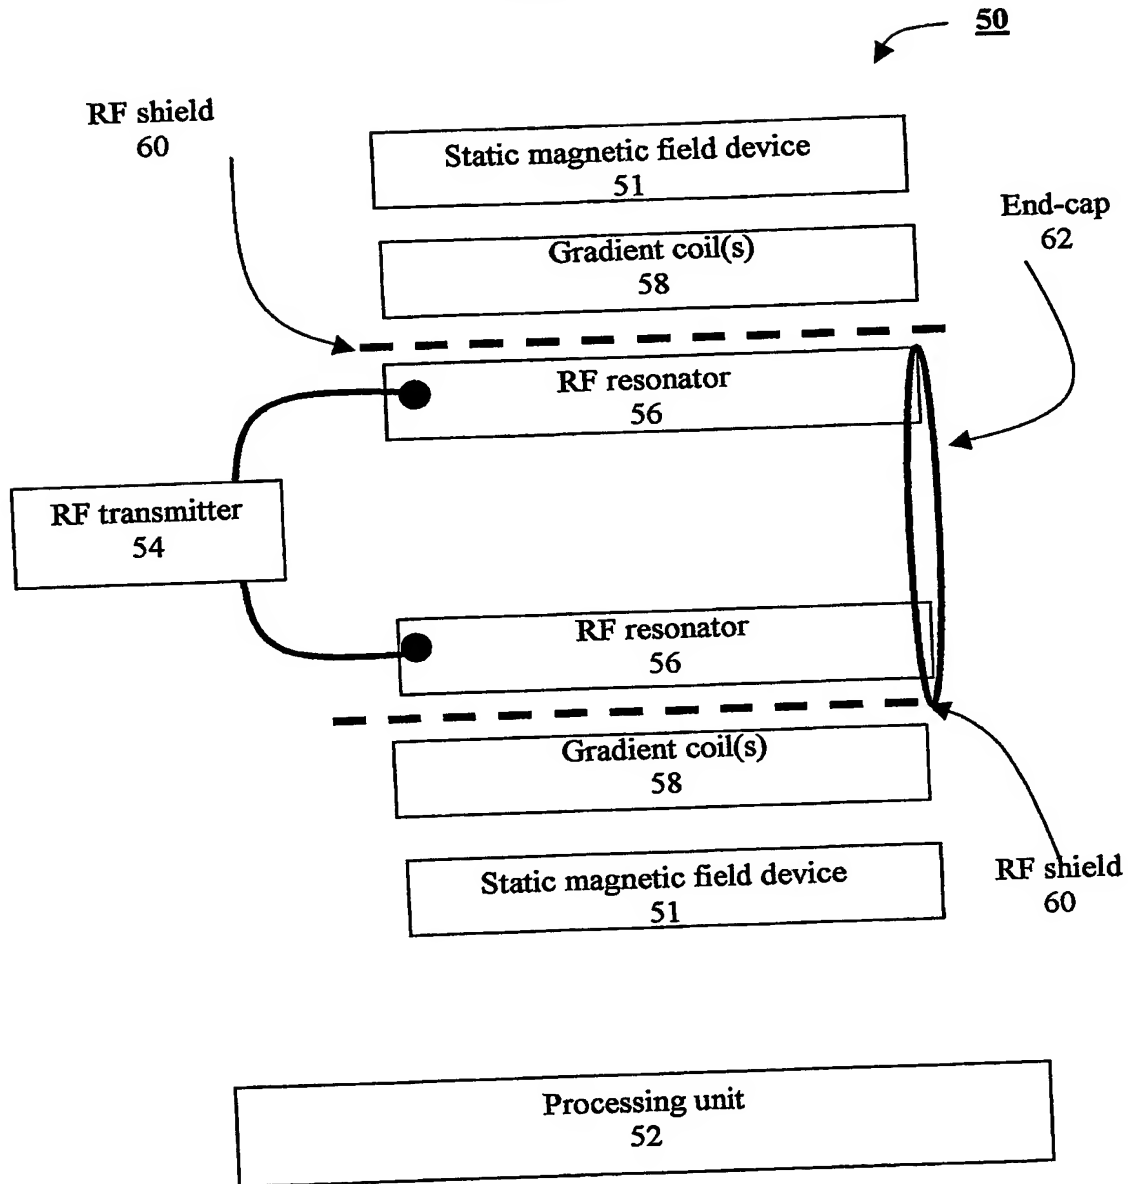 50
RF shield
60
Static magnetic field device
51
End-cap
62
Gradient coil(s)
58
RF resonator
56
RF transmitter
54
RF resonator
56
Gradient coil(s)
58
Static magnetic field device
51
RF shield
60
Processing unit
52